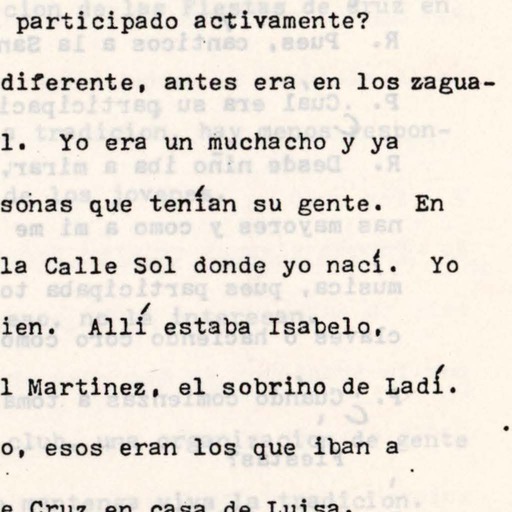 participado activamente?
diferente, antes era en los zagua-
l. Yo era un muchacho y ya
sonas que tenían su gente. En
la Calle Sol donde yo nací. Yo
ien. Allí estaba Isabelo,
l Martinez, el sobrino de Ladí.
o, esos eran los que iban a
e Cruz en casa de Luisa.